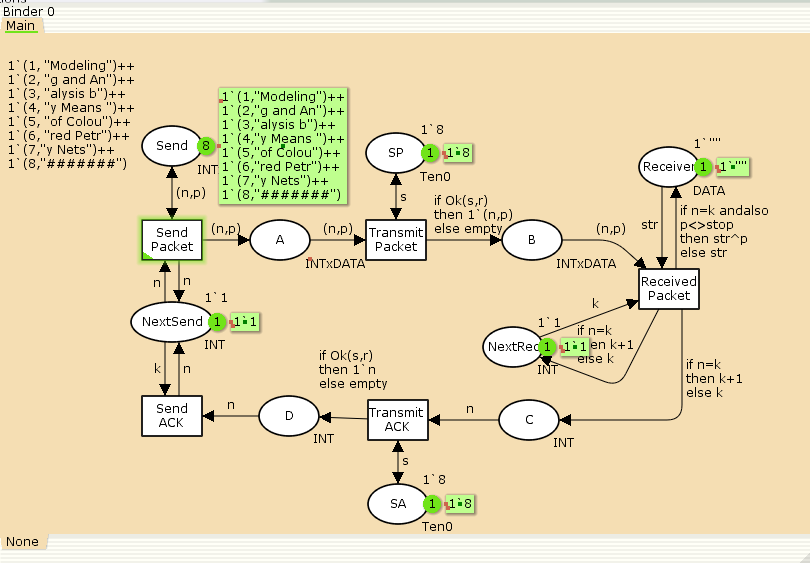 Binder 0
Main
1`(1, "Modeling")++
1`(2, "g and An")++
1`(3, "alysis b")++
1`(4, "y Means ")++
1`(5, "of Colou")++
1`(6, "red Petr")++
1`(7,"y Nets")++
1`(8,"#######")
Send
8
1`(1,"Modeling")++
1`(2,"g and An")++
1`(3,"alysis b")++
1`(4,"y Means ")++
1`(5,"of Colou")++
1`(6,"red Petr")++
1`(7,"y Nets")++
1`(8,"#######")
INT
(n,p)
Send
Packet
(n,p)
A
INTxDATA
(n,p)
SP
1`8
1
1`8
Ten0
s
Transmit
Packet
if Ok(s,r)
then 1`(n,p)
else empty
B
INTxDATA
(n,p)
Receiver
1`""
1
1`""
DATA
str
if n=k andalso
p<>stop
then str^p
else str
Received
Packet
n
n
NextSend
1`1
1
1`1
INT
k
NextRec
1`1
1
1`1
INT
if n=k
then k+1
else k
if n=k
then k+1
else k
k
n
Send
ACK
n
D
INT
if Ok(s,r)
then 1`n
else empty
Transmit
ACK
n
C
INT
s
SA
1`8
1
1`8
Ten0
None